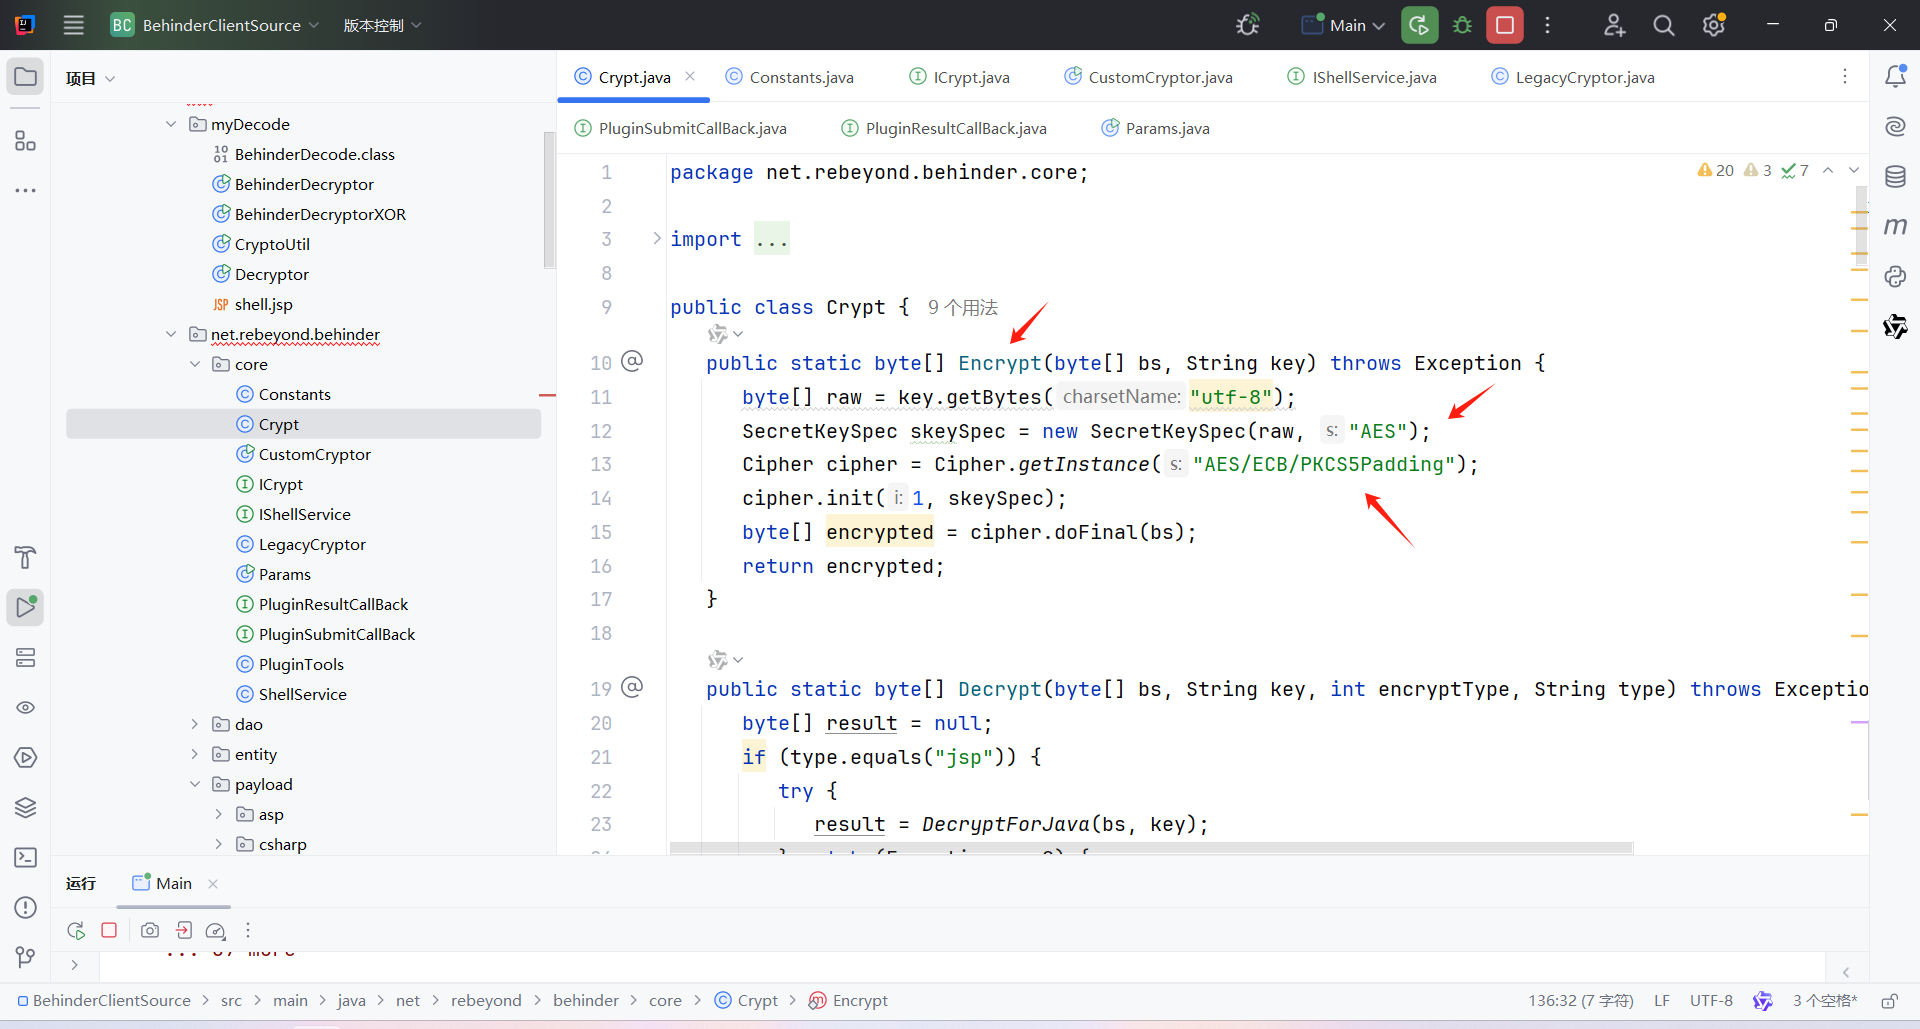 BC BehinderClientSource 版本控制 Main
项目
myDecode
BehinderDecode.class
BehinderDecryptor
BehinderDecryptorXOR
CryptoUtil
Decryptor
JSP shell.jsp
net.rebeyond.behinder
core
Constants
Crypt
CustomCryptor
ICrypt
IShellService
LegacyCryptor
Params
PluginResultCallBack
PluginSubmitCallBack
PluginTools
ShellService
dao
entity
payload
asp
csharp
Crypt.java Constants.java ICrypt.java CustomCryptor.java IShellService.java LegacyCryptor.java
PluginSubmitCallBack.java PluginResultCallBack.java Params.java
20 3 7
1 package net.rebeyond.behinder.core;
2
3 import ...
8
9 public class Crypt { 9 个用法
10 public static byte[] Encrypt(byte[] bs, String key) throws Exception {
11 byte[] raw = key.getBytes( charsetName: "utf-8");
12 SecretKeySpec skeySpec = new SecretKeySpec(raw, s: "AES");
13 Cipher cipher = Cipher.getInstance( s: "AES/ECB/PKCS5Padding");
14 cipher.init( i: 1, skeySpec);
15 byte[] encrypted = cipher.doFinal(bs);
16 return encrypted;
17 }
18
19 public static byte[] Decrypt(byte[] bs, String key, int encryptType, String type) throws Exceptio
20 byte[] result = null;
21 if (type.equals("jsp")) {
22 try {
23 result = DecryptForJava(bs, key);
运行 Main
BehinderClientSource > src > main > java > net > rebeyond > behinder > core > Crypt > Encrypt
136:32 (7 字符) LF UTF-8 3 个空格*